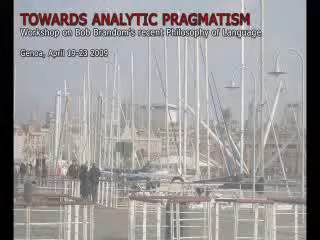 TOWARDS ANALYTIC PRAGMATISM
Workshop on Bob Brandom's recent Philosophy of Language
Genoa, April 19-23 2009